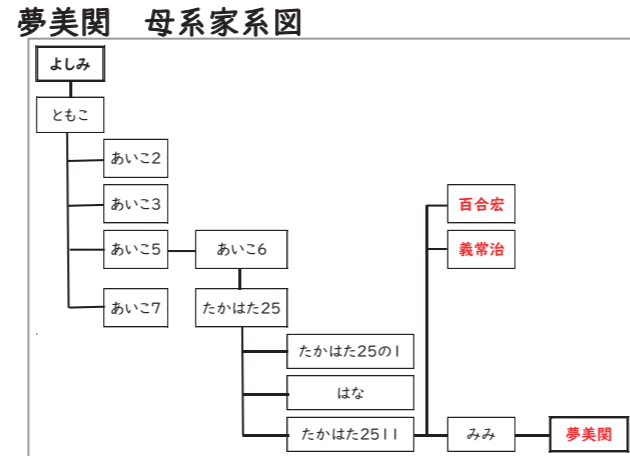 夢美関 母系家系図
よしみ
ともこ
あいこ2
あいこ3
百合宏
あいこ5
あいこ6
義常治
あいこ7
たかはた25
たかはた25の1
はな
たかはた2511
みみ
夢美関